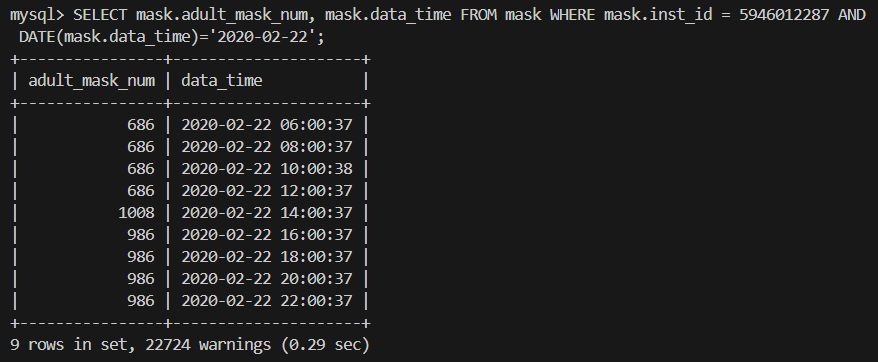 mysql> SELECT mask.adult_mask_num, mask.data_time FROM mask WHERE mask.inst_id = 5946012287 AND
 DATE(mask.data_time)='2020-02-22';
+----------------+---------------------+
| adult_mask_num | data_time           |
+----------------+---------------------+
|            686 | 2020-02-22 06:00:37 |
|            686 | 2020-02-22 08:00:37 |
|            686 | 2020-02-22 10:00:38 |
|            686 | 2020-02-22 12:00:37 |
|           1008 | 2020-02-22 14:00:37 |
|            986 | 2020-02-22 16:00:37 |
|            986 | 2020-02-22 18:00:37 |
|            986 | 2020-02-22 20:00:37 |
|            986 | 2020-02-22 22:00:37 |
+----------------+---------------------+
9 rows in set, 22724 warnings (0.29 sec)